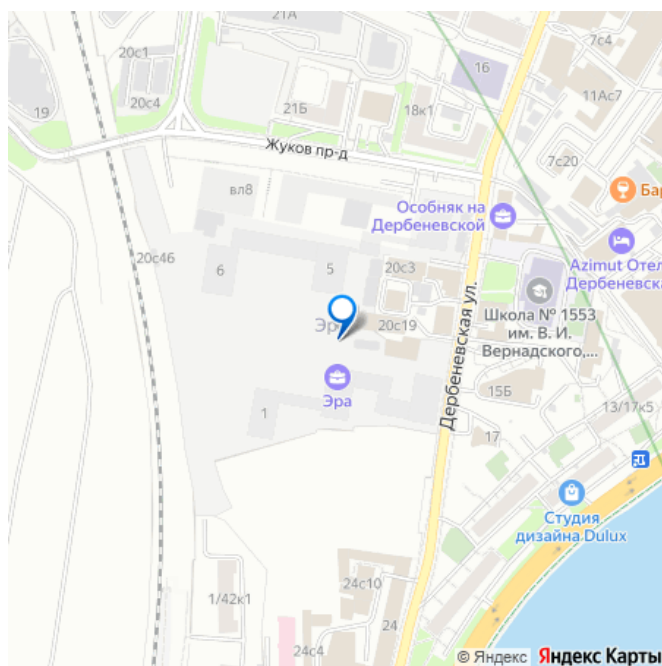 21А
20с1
7с4
16
20с4
11Ас7
19
21Б
18к1
Жуков пр-д
7с20
вл8
Бар
Особняк на
Дербеневской
20с46
6
5
20с3
Azimut Отел
Дербеневска
Школа № 1553
им. В. И.
Вернадского,...
20с19
Дербеневская ул.
Эра
1
15Б
13/17к5
17
Студия
дизайна Dulux
24с10
1/42к1
24
24с4
© Яндекс Яндекс Карты